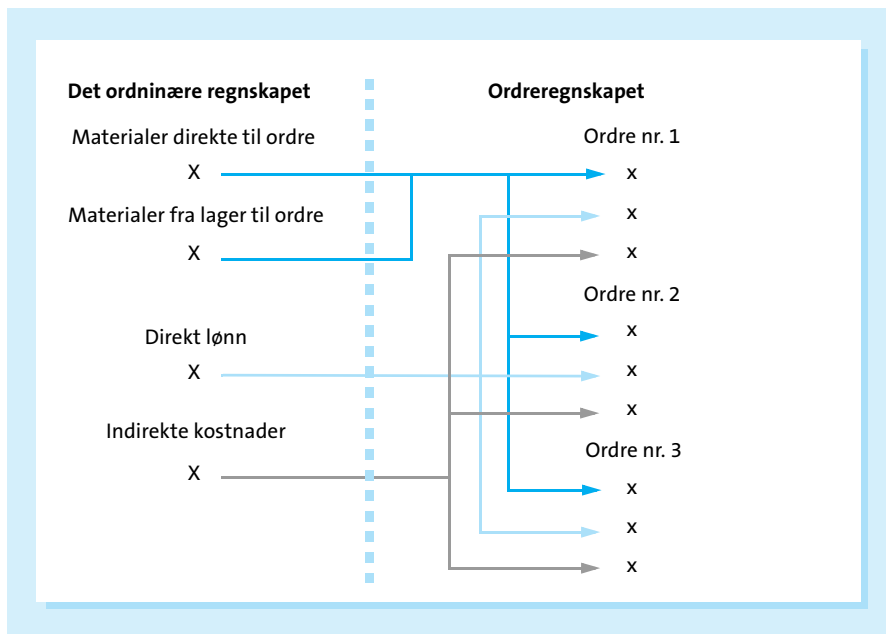 Det ordninære regnskapet
Materialer direkte til ordre
X
Materialer fra lager til ordre
X
Direkt lønn
X
Indirekte kostnader
X
Ordreregnskapet
Ordre nr. 1
x
x
x
Ordre nr. 2
x
x
x
Ordre nr. 3
x
x
x